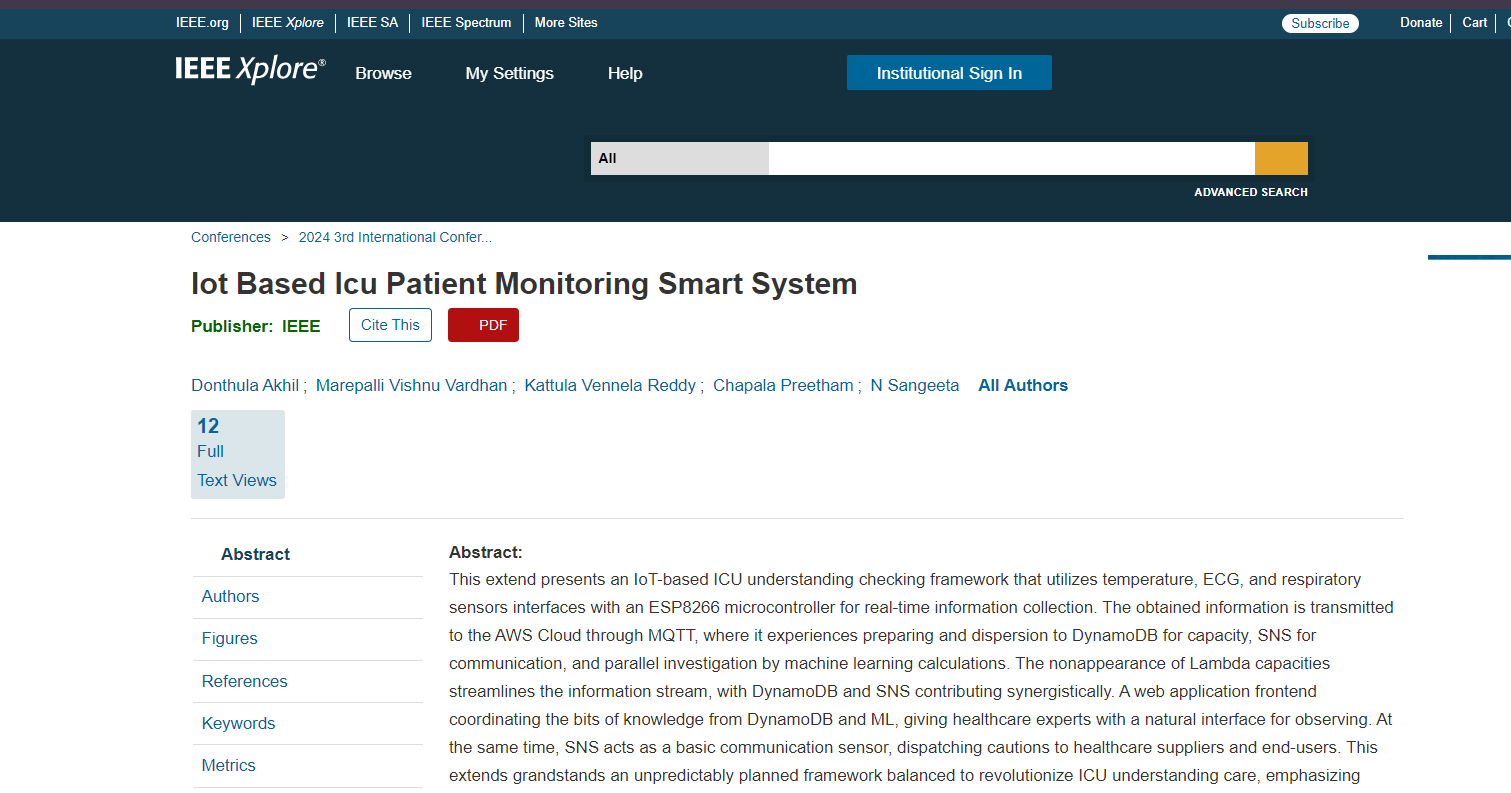 IEEE.org IEEE Xplore IEEE SA IEEE Spectrum More Sites Subscribe Donate Cart
IEEE Xplore® Browse My Settings Help Institutional Sign In
All
ADVANCED SEARCH
Conferences > 2024 3rd International Confer...
Iot Based Icu Patient Monitoring Smart System
Publisher: IEEE Cite This PDF
Donthula Akhil ; Marepalli Vishnu Vardhan ; Kattula Vennela Reddy ; Chapala Preetham ; N Sangeeta All Authors
12
Full
Text Views
Abstract
Authors
Figures
References
Keywords
Metrics
Abstract:
This extend presents an IoT-based ICU understanding checking framework that utilizes temperature, ECG, and respiratory
sensors interfaces with an ESP8266 microcontroller for real-time information collection. The obtained information is transmitted
to the AWS Cloud through MQTT, where it experiences preparing and dispersion to DynamoDB for capacity, SNS for
communication, and parallel investigation by machine learning calculations. The nonappearance of Lambda capacities
streamlines the information stream, with DynamoDB and SNS contributing synergistically. A web application frontend
coordinating the bits of knowledge from DynamoDB and ML, giving healthcare experts with a natural interface for observing. At
the same time, SNS acts as a basic communication sensor, dispatching cautions to healthcare suppliers and end-users. This
extends grandstands an unpredictably planned framework balanced to revolutionize ICU understanding care, emphasizing